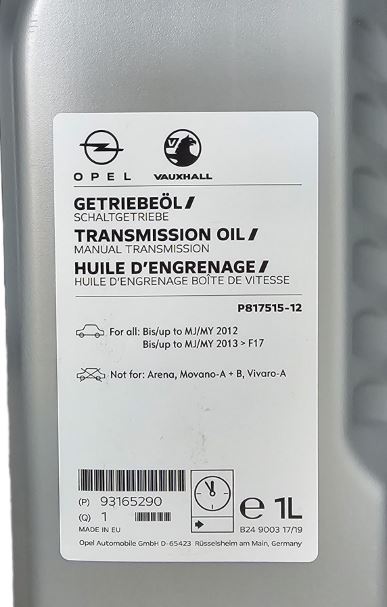 OPEL VAUXHALL
GETRIEBEÖL /
SCHALTGETRIEBE
TRANSMISSION OIL /
MANUAL TRANSMISSION
HUILE D'ENGRENAGE /
HUILE D'ENGRENAGE BOÎTE DE VITESSE
P817515-12
For all: Bis/up to MJ/MY 2012
Bis/up to MJ/MY 2013 > F17
Not for: Arena, Movano-A + B, Vivaro-A
(P) 93165290
(Q) 1
e 1L
MADE IN EU
B24 9003 17/19
Opel Automobile GmbH D-65423 Rüsselsheim am Main, Germany